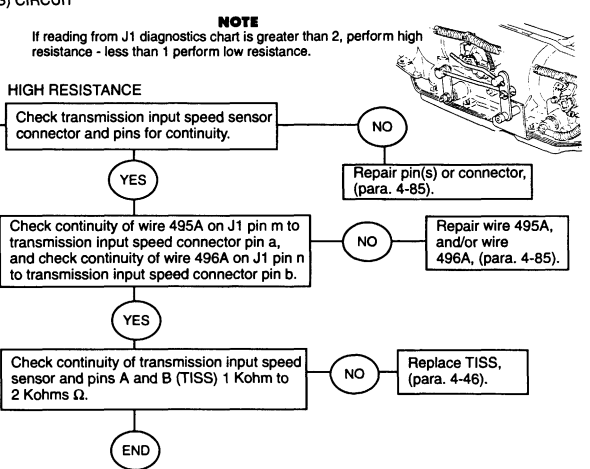 S) CIRCUIT
NOTE
If reading from J1 diagnostics chart is greater than 2, perform high
resistance - less than 1 perform low resistance.
HIGH RESISTANCE
Check transmission input speed sensor
connector and pins for continuity.
NO
YES
Repair pin(s) or connector,
(para. 4-85).
Check continuity of wire 495A on J1 pin m to
transmission input speed connector pin a,
and check continuity of wire 496A on J1 pin n
to transmission input speed connector pin b.
NO
Repair wire 495A,
and/or wire
496A, (para. 4-85).
YES
Check continuity of transmission input speed
sensor and pins A and B (TISS) 1 Kohm to
2 Kohms Ω.
NO
Replace TISS,
(para. 4-46).
END